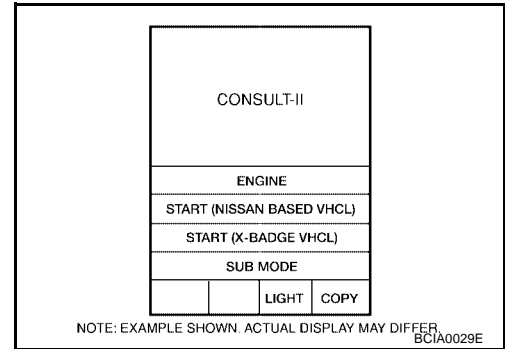 CONSULT-II
ENGINE
START (NISSAN BASED VHCL)
START (X-BADGE VHCL)
SUB MODE
LIGHT COPY
NOTE: EXAMPLE SHOWN. ACTUAL DISPLAY MAY DIFFER.
BCIA0029E